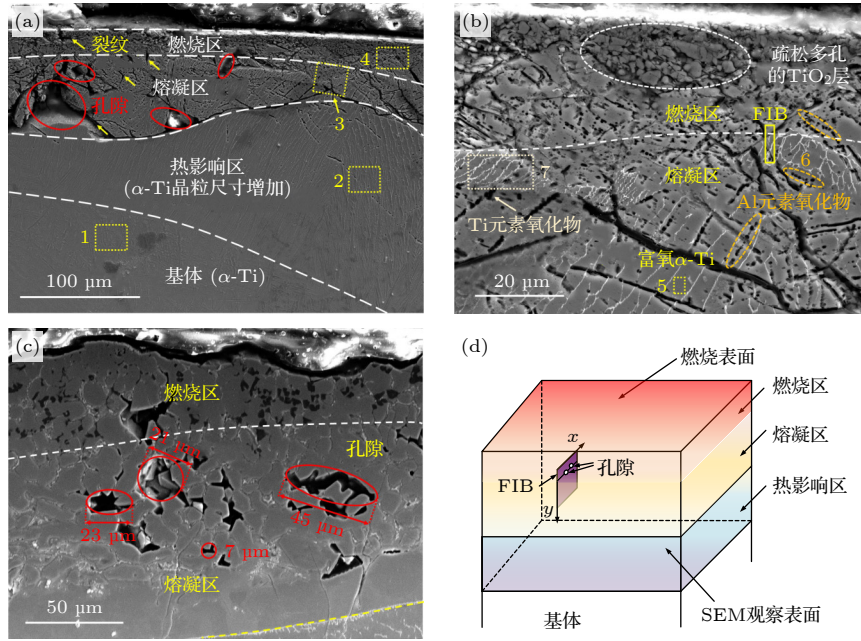 (a)
裂纹
燃烧区
4
熔凝区
孔隙
3
热影响区
(α-Ti晶粒尺寸增加)
2
1
基体 (α-Ti)
100 µm
(b)
疏松多孔
的TiO₂层
燃烧区
FIB
7
熔凝区
6
Al元素氧化物
Ti元素氧化物
富氧α-Ti
5
20 µm
(c)
燃烧区
孔隙
45 µm
23 µm
7 µm
熔凝区
50 µm
(d)
燃烧表面
燃烧区
x
熔凝区
FIB
孔隙
热影响区
y
基体
SEM观察表面